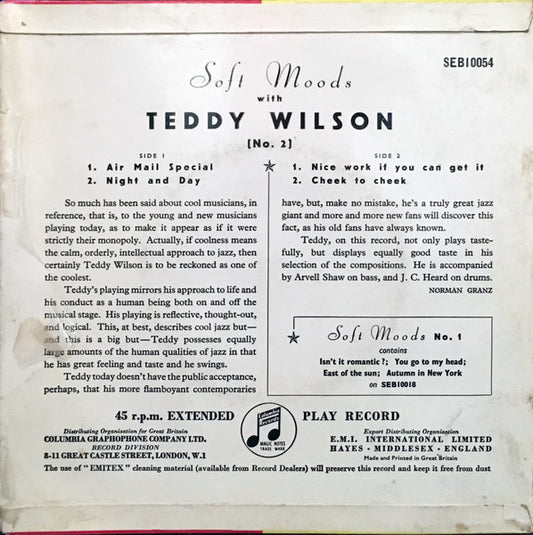 SEB10054
Soft Moods
with
TEDDY WILSON
(No. 2)
SIDE 1
1. Air Mail Special
2. Night and Day
SIDE 2
1. Nice work if you can get it
2. Cheek to cheek
So much has been said about cool musicians, in
reference, that is, to the young and new musicians
playing today, as to make it appear as if it were
strictly their monopoly. Actually, if coolness means
the calm, orderly, intellectual approach to jazz, then
certainly Teddy Wilson is to be reckoned as one of
the coolest.
Teddy's playing mirrors his approach to life and
his conduct as a human being both on and off the
musical stage. His playing is reflective, thought-out,
and logical. This, at best, describes cool jazz but—
and this is a big but—Teddy possesses equally
large amounts of the human qualities of jazz in that
he has great feeling and taste and he swings.
Teddy today doesn't have the public acceptance,
perhaps, that his more flamboyant contemporaries
have, but, make no mistake, he's a truly great jazz
giant and more and more new fans will discover this
fact, as his old fans have always known.
Teddy, on this record, not only plays taste-
fully, but displays equally good taste in his
selection of the compositions. He is accompanied
by Arvell Shaw on bass, and J. C. Heard on drums.
NORMAN GRANZ
Soft Moods No. 1
contains
Isn't it romantic?; You go to my head;
East of the sun; Autumn in New York
on SEB10018
45 r.p.m. EXTENDED PLAY RECORD
Distributing Organisation for Great Britain
COLUMBIA GRAPHOPHONE COMPANY LTD.
RECORD DIVISION
8-11 GREAT CASTLE STREET, LONDON, W.1
Columbia
Records
MAGIC NOTES
TRADE MARK
Export Distributing Organisation
E.M.I. INTERNATIONAL LIMITED
HAYES · MIDDLESEX · ENGLAND
Made and Printed in Great Britain
The use of "EMITEX" cleaning material (available from Record Dealers) will preserve this record and keep it free from dust